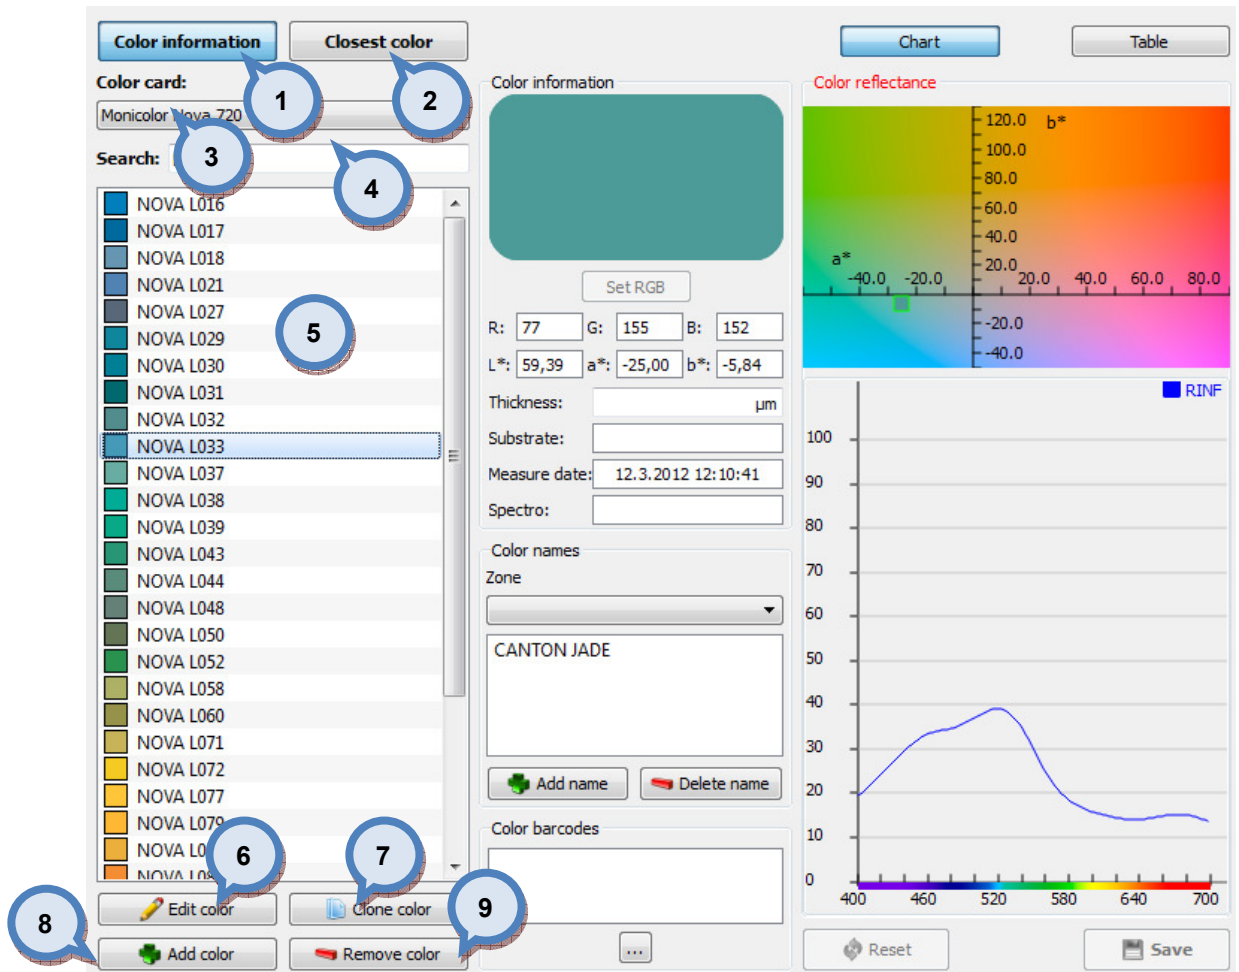 Color information
Closest color
Chart
Table
Color card:
1
2
Monicolor Nova 720
3
Search:
4
NOVA L016
NOVA L017
NOVA L018
NOVA L021
NOVA L027
NOVA L029
5
NOVA L030
NOVA L031
NOVA L032
NOVA L033
NOVA L037
NOVA L038
NOVA L039
NOVA L043
NOVA L044
NOVA L048
NOVA L050
NOVA L052
NOVA L058
NOVA L060
NOVA L071
NOVA L072
NOVA L077
NOVA L079
NOVA
NOVA
6
7
8
9
Edit color
Clone color
Add color
Remove color
Color information
Set RGB
R: 77 G: 155 B: 152
L*: 59,39 a*: -25,00 b*: -5,84
Thickness: µm
Substrate:
Measure date: 12.3.2012 12:10:41
Spectro:
Color names
Zone
CANTON JADE
Add name
Delete name
Color barcodes
...
Color reflectance
120.0 b*
100.0
80.0
60.0
40.0
a* 20.0
-40.0 -20.0 20.0 40.0 60.0 80.0
-20.0
-40.0
RINF
100
90
80
70
60
50
40
30
20
10
0
400 460 520 580 640 700
Reset
Save